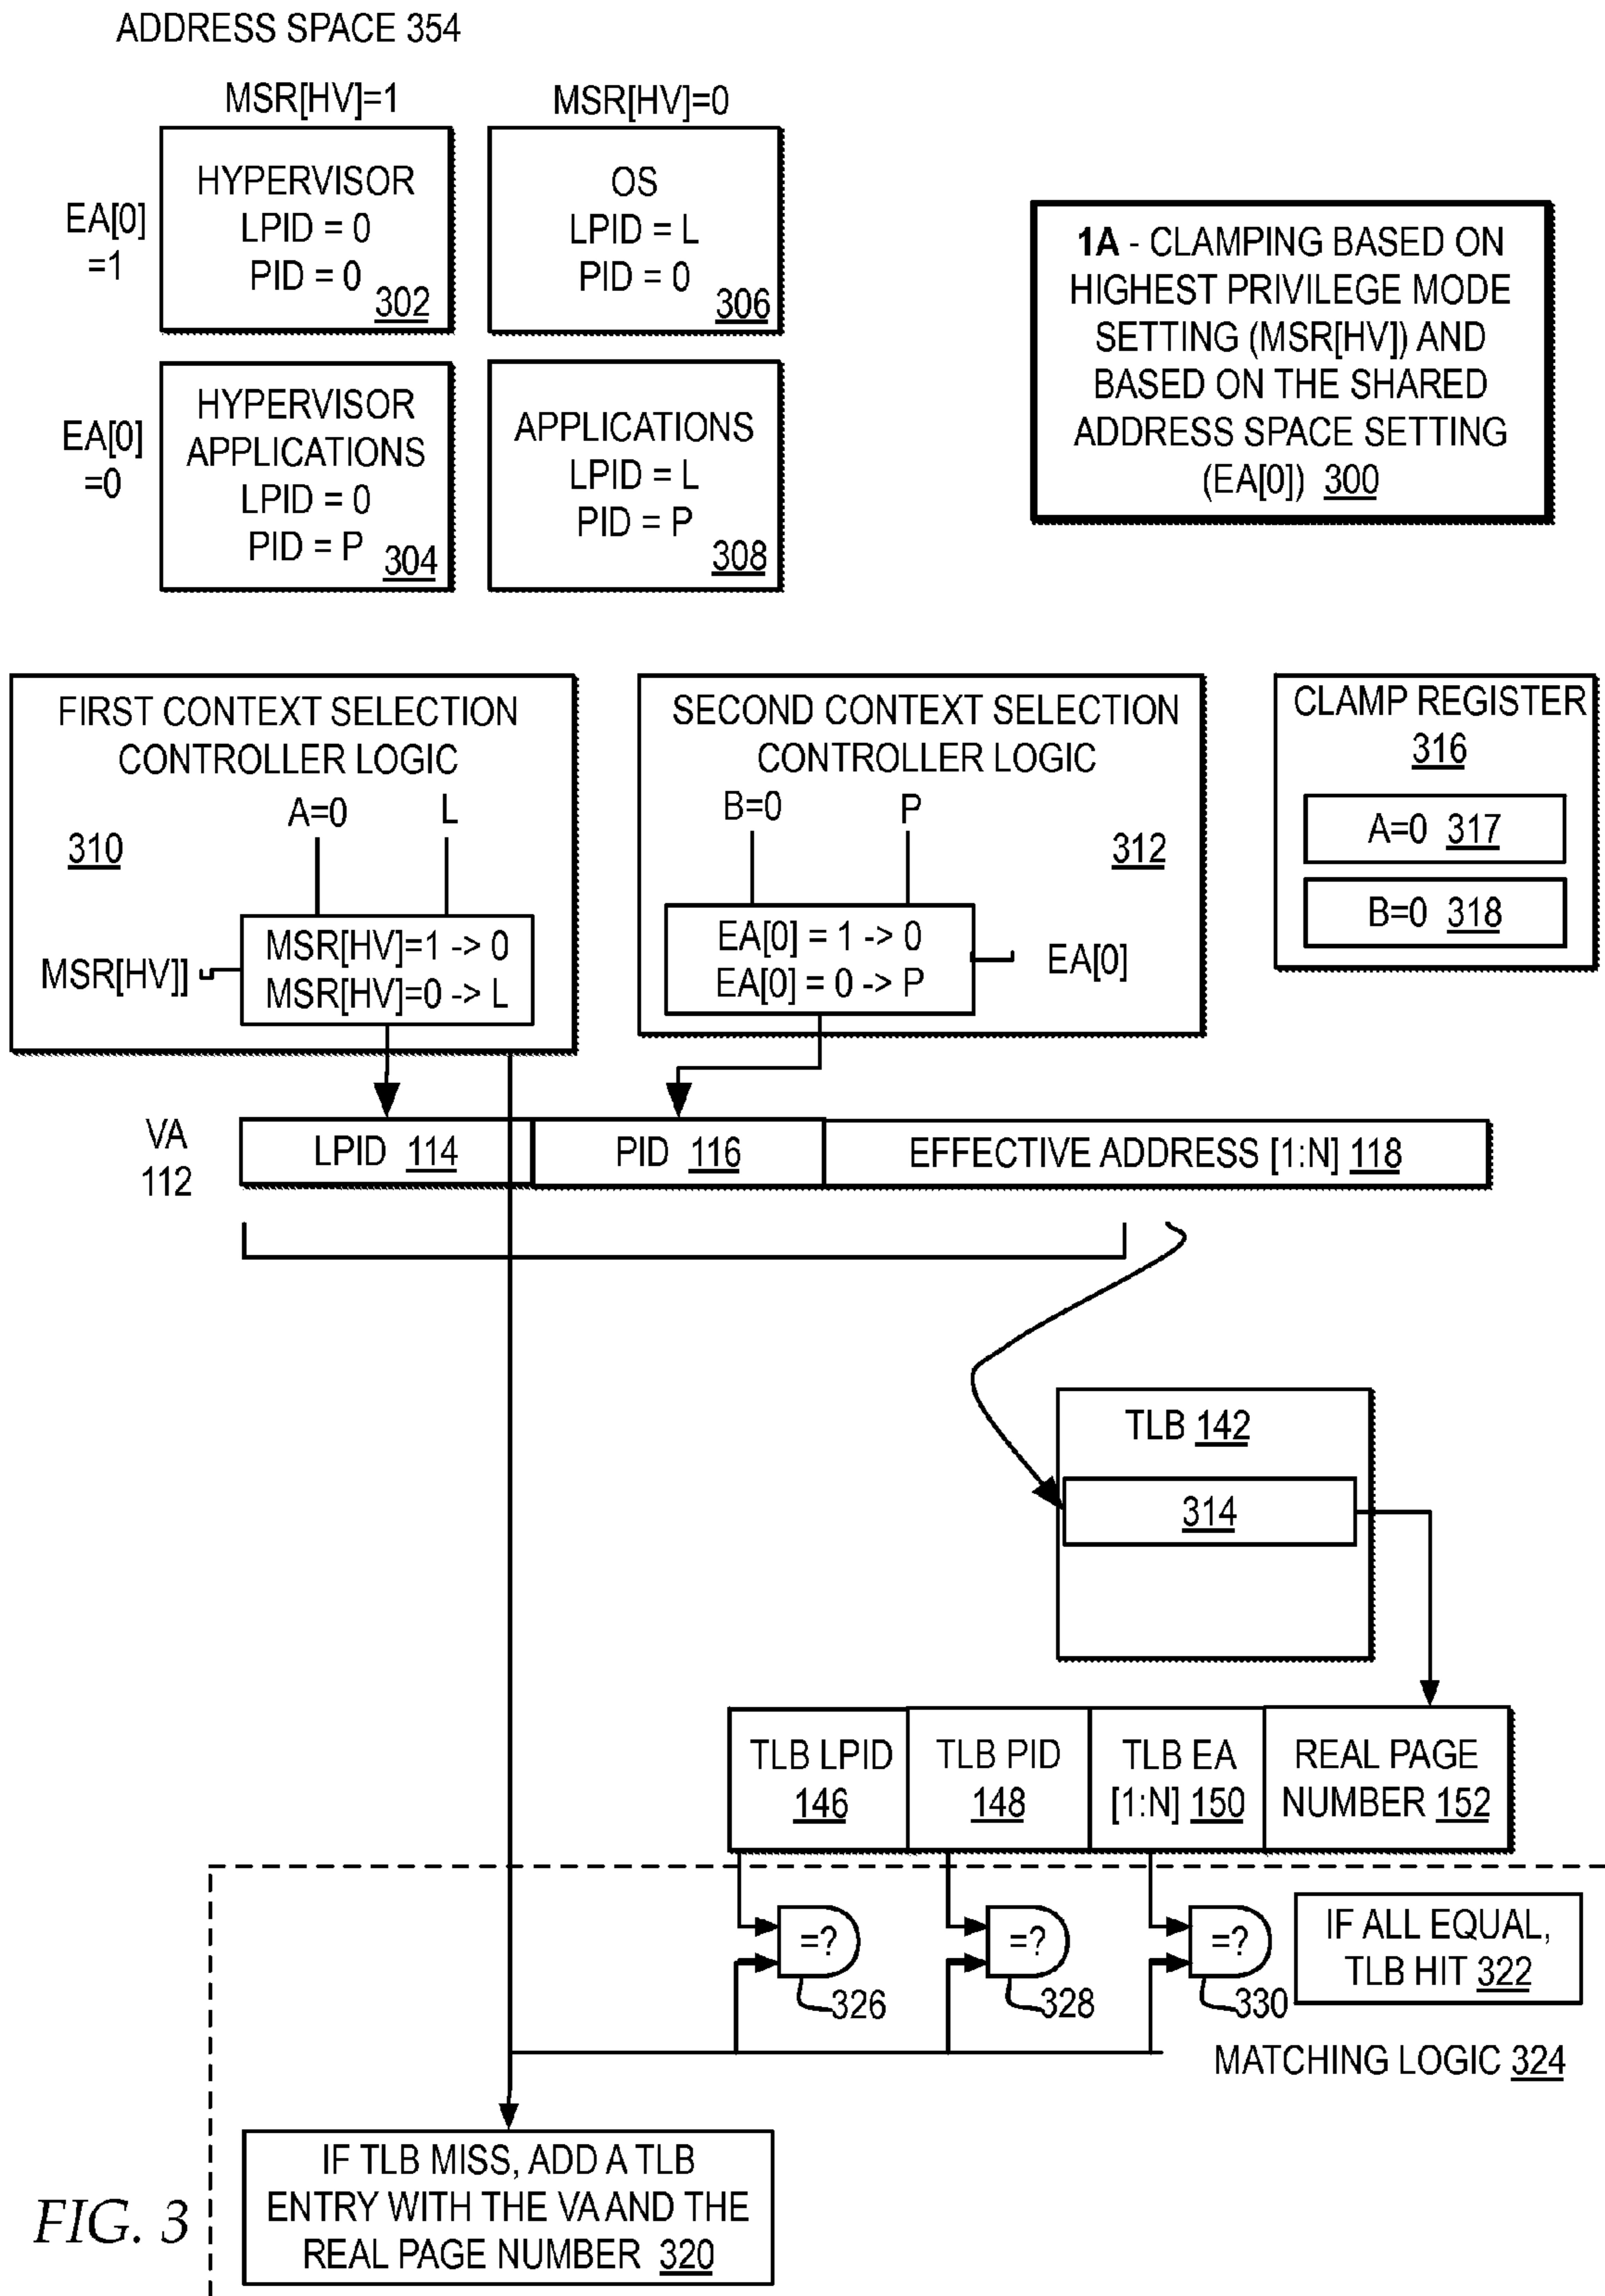 ADDRESS SPACE 354
MSR[HV]=1
MSR[HV]=0
EA[0]
=1
HYPERVISOR
LPID = 0
PID = 0
302
OS
LPID = L
PID = 0
306
1A - CLAMPING BASED ON
HIGHEST PRIVILEGE MODE
SETTING (MSR[HV]) AND
BASED ON THE SHARED
ADDRESS SPACE SETTING
(EA[0]) 300
EA[0]
=0
HYPERVISOR
APPLICATIONS
LPID = 0
PID = P
304
APPLICATIONS
LPID = L
PID = P
308
FIRST CONTEXT SELECTION
CONTROLLER LOGIC
A=0 L
310
MSR[HV]]
MSR[HV]=1 -> 0
MSR[HV]=0 -> L
SECOND CONTEXT SELECTION
CONTROLLER LOGIC
B=0 P
312
EA[0] = 1 -> 0
EA[0] = 0 -> P
EA[0]
CLAMP REGISTER
316
A=0 317
B=0 318
VA
112
LPID 114
PID 116
EFFECTIVE ADDRESS [1:N] 118
TLB 142
314
TLB LPID
146
TLB PID
148
TLB EA
[1:N] 150
REAL PAGE
NUMBER 152
=?
326
=?
328
=?
330
IF ALL EQUAL,
TLB HIT 322
MATCHING LOGIC 324
IF TLB MISS, ADD A TLB
ENTRY WITH THE VA AND THE
REAL PAGE NUMBER 320
FIG. 3